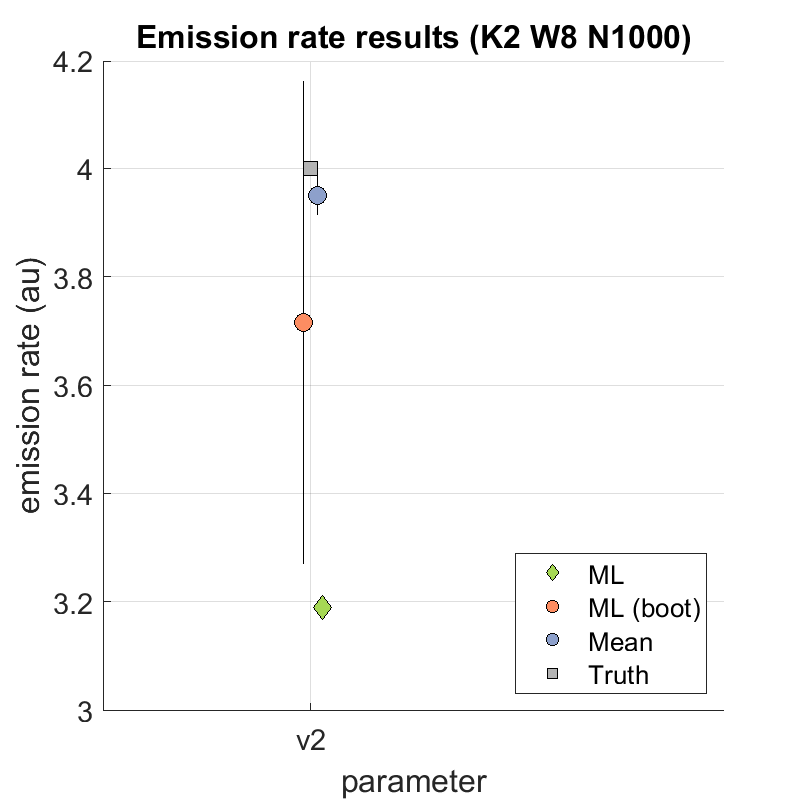 Emission rate results (K2 W8 N1000)
4.2
4
3.8
3.6
3.4
3.2
3
emission rate (au)
ML
ML (boot)
Mean
Truth
v2
parameter